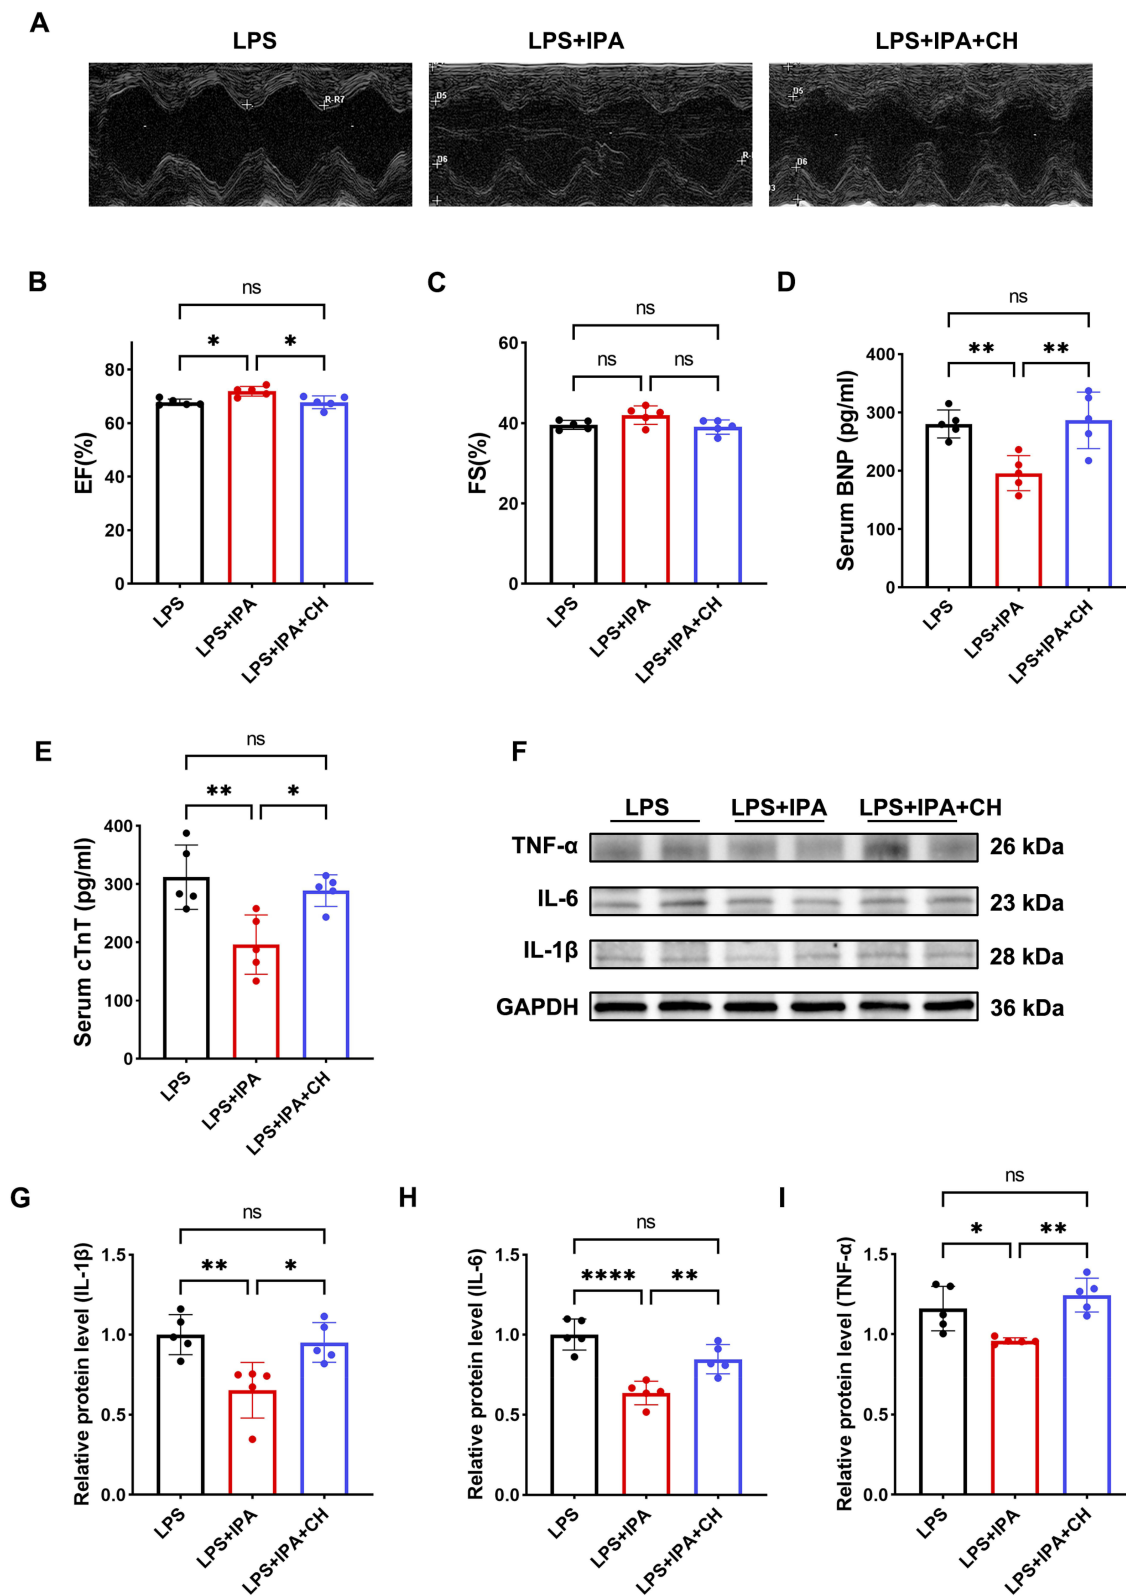 A
LPS
LPS+IPA
LPS+IPA+CH
R-R7
D5
D6
R-
D5
D6
D3
B
ns
*
*
EF(%)
80
60
40
20
0
LPS
LPS+IPA
LPS+IPA+CH
C
ns
ns
ns
FS(%)
60
40
20
0
LPS
LPS+IPA
LPS+IPA+CH
D
ns
**
**
Serum BNP (pg/ml)
400
300
200
100
0
LPS
LPS+IPA
LPS+IPA+CH
E
ns
**
*
Serum cTnT (pg/ml)
400
300
200
100
0
LPS
LPS+IPA
LPS+IPA+CH
F
LPS
LPS+IPA
LPS+IPA+CH
TNF-α
26 kDa
IL-6
23 kDa
IL-1β
28 kDa
GAPDH
36 kDa
G
ns
**
*
Relative protein level (IL-1β)
1.5
1.0
0.5
0.0
LPS
LPS+IPA
LPS+IPA+CH
H
ns
****
**
Relative protein level (IL-6)
1.5
1.0
0.5
0.0
LPS
LPS+IPA
LPS+IPA+CH
I
ns
*
**
Relative protein level (TNF-α)
1.5
1.0
0.5
0.0
LPS
LPS+IPA
LPS+IPA+CH